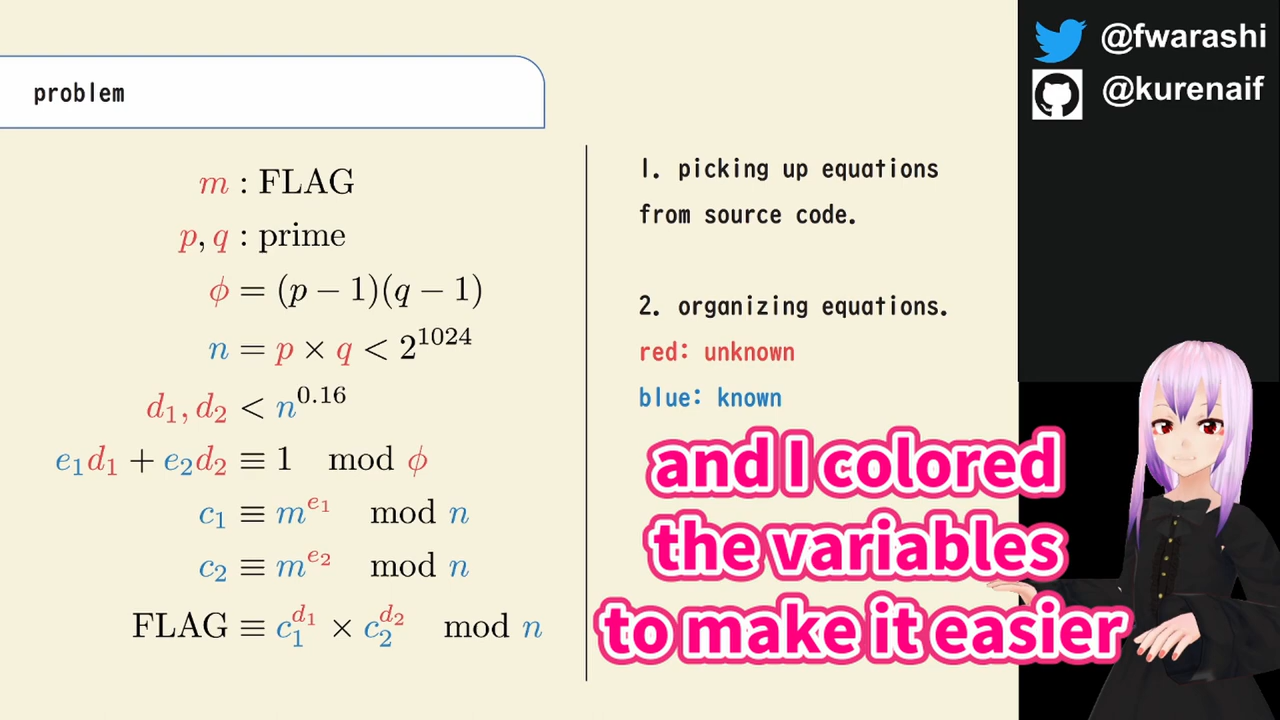 problem
m : FLAG
p, q : prime
ϕ = (p − 1)(q − 1)
n = p × q < 2^1024
d₁, d₂ < n^0.16
e₁d₁ + e₂d₂ ≡ 1 mod ϕ
c₁ ≡ m^e₁ mod n
c₂ ≡ m^e₂ mod n
FLAG ≡ c₁^d₁ × c₂^d₂ mod n
1. picking up equations
from source code.
2. organizing equations.
red: unknown
blue: known
and I colored
the variables
to make it easier
@fwarashi
@kurenaif